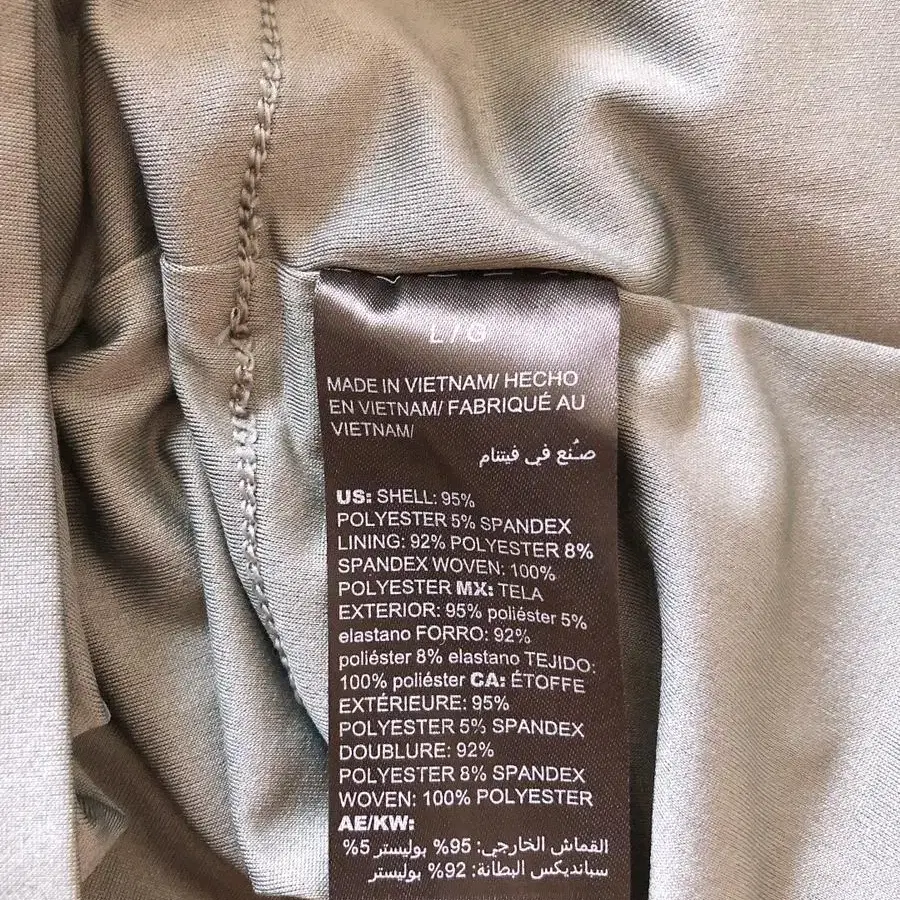 L/G
MADE IN VIETNAM/ HECHO
EN VIETNAM/ FABRIQUÉ AU
VIETNAM/
صُنع في فيتنام
US: SHELL: 95%
POLYESTER 5% SPANDEX
LINING: 92% POLYESTER 8%
SPANDEX WOVEN: 100%
POLYESTER MX: TELA
EXTERIOR: 95% poliéster 5%
elastano FORRO: 92%
poliéster 8% elastano TEJIDO:
100% poliéster CA: ÉTOFFE
EXTÉRIEURE: 95%
POLYESTER 5% SPANDEX
DOUBLURE: 92%
POLYESTER 8% SPANDEX
WOVEN: 100% POLYESTER
AE/KW:
القماش الخارجي: 95% بوليستر 5%
سبانديكس البطانة: 92% بوليستر